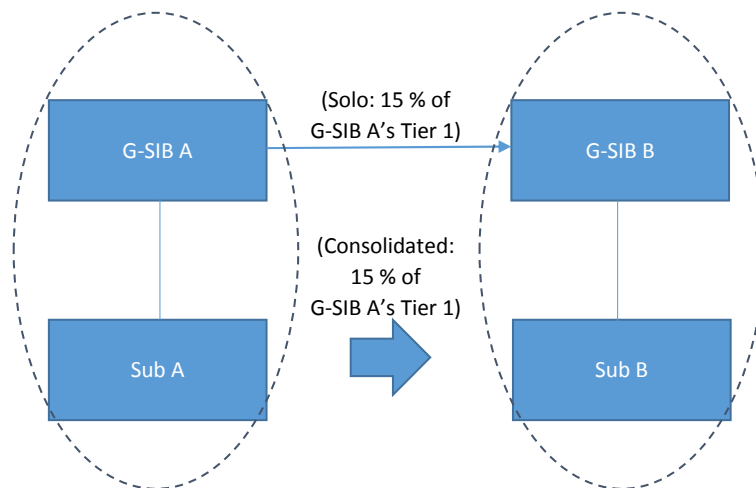 (Solo: 15 % of
G-SIB A's Tier 1)
G-SIB A
G-SIB B
(Consolidated:
15 % of
G-SIB A's Tier 1)
Sub A
Sub B